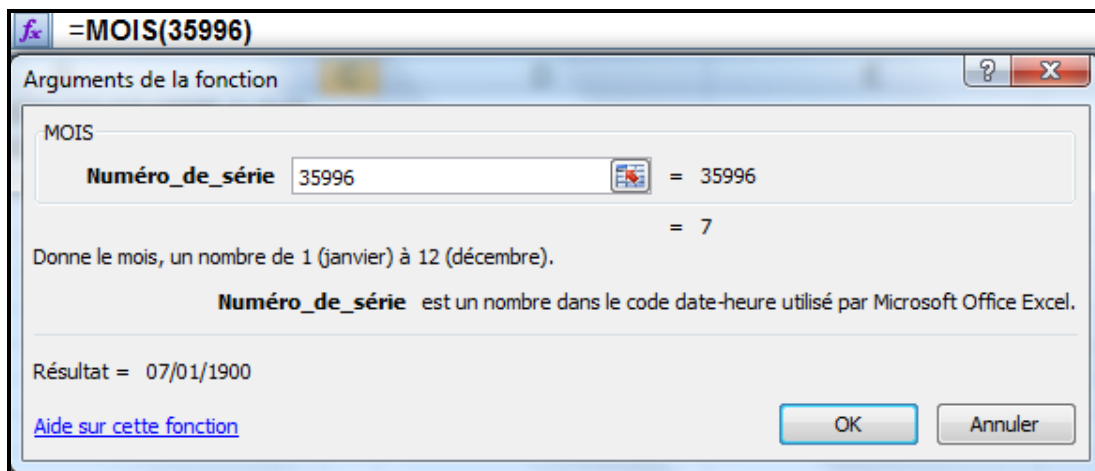 fx =MOIS(35996)
Arguments de la fonction ? X
MOIS
Numéro_de_série 35996 = 35996
= 7
Donne le mois, un nombre de 1 (janvier) à 12 (décembre).
Numéro_de_série est un nombre dans le code date-heure utilisé par Microsoft Office Excel.
Résultat = 07/01/1900
Aide sur cette fonction OK Annuler